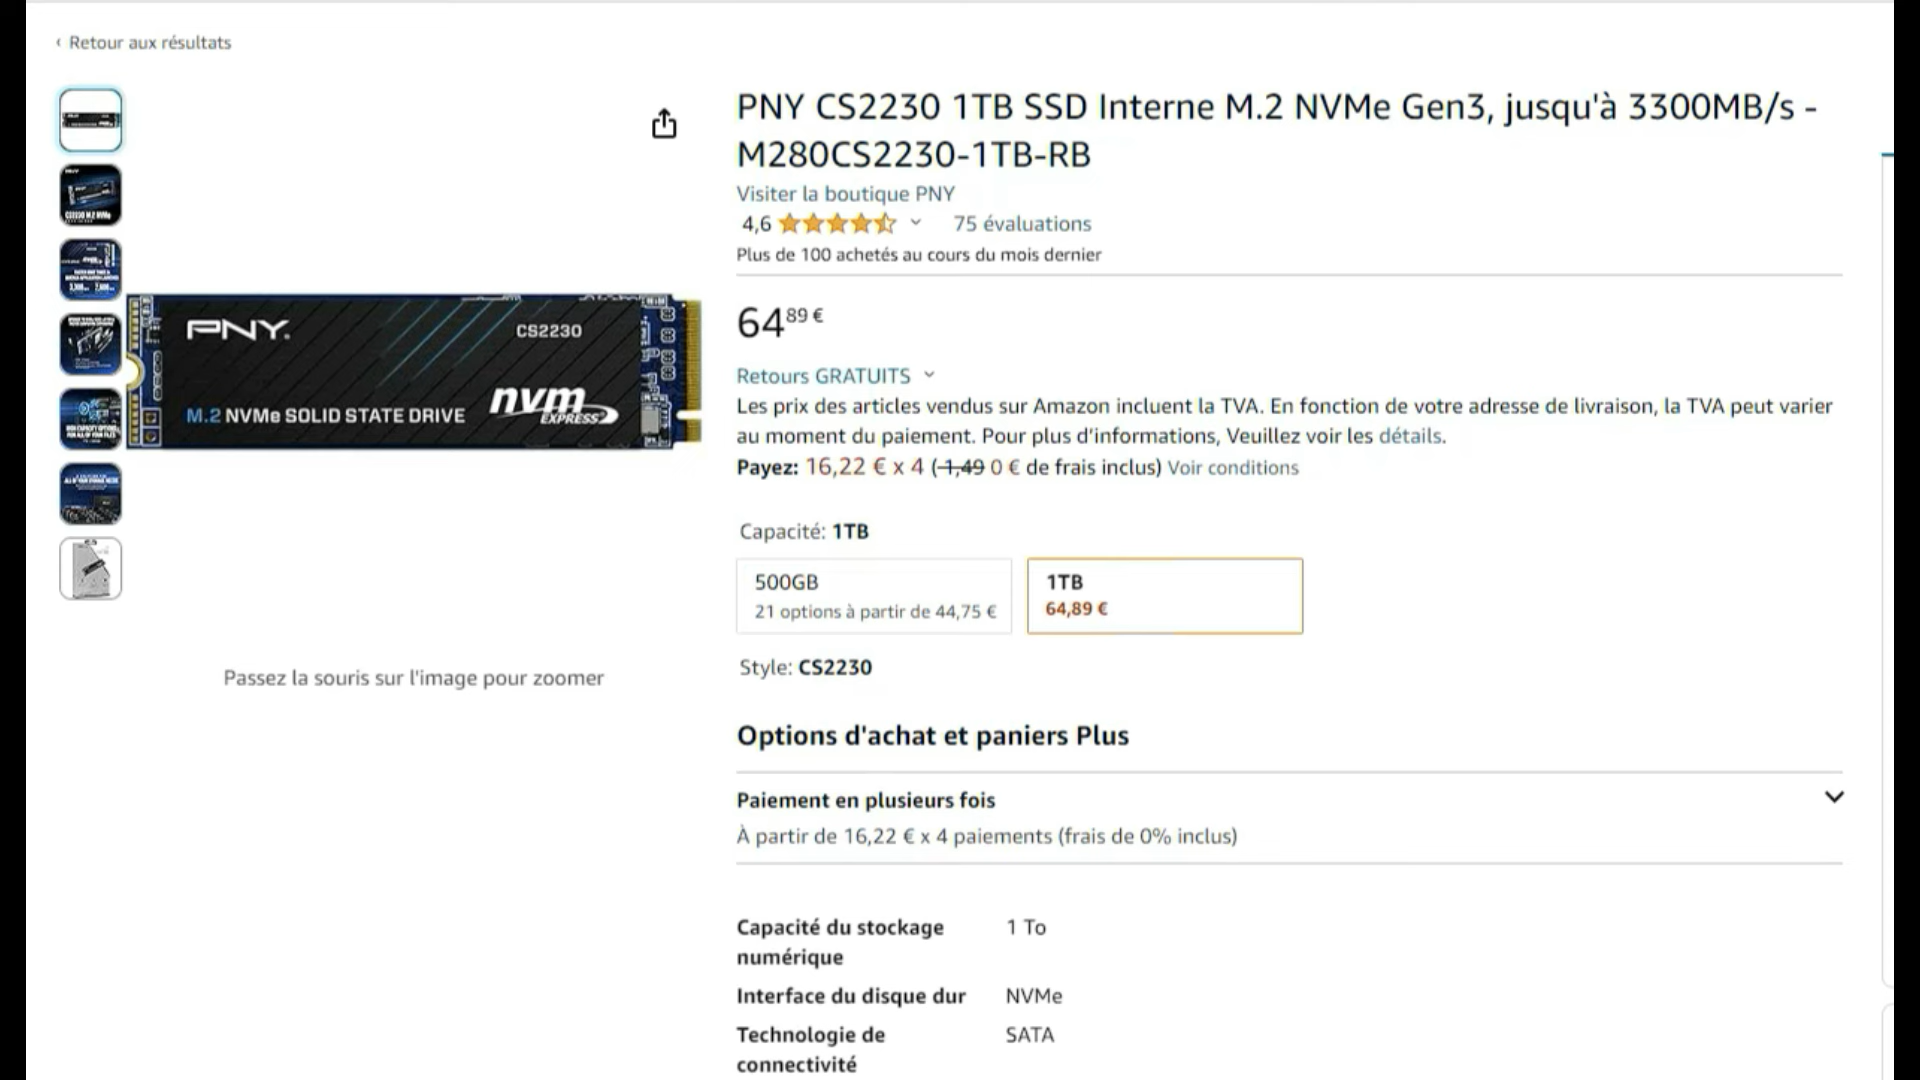 ‹ Retour aux résultats
PNY CS2230 1TB SSD Interne M.2 NVMe Gen3, jusqu'à 3300MB/s -
M280CS2230-1TB-RB
Visiter la boutique PNY
4,6 75 évaluations
Plus de 100 achetés au cours du mois dernier
64 89 €
Retours GRATUITS
Les prix des articles vendus sur Amazon incluent la TVA. En fonction de votre adresse de livraison, la TVA peut varier
au moment du paiement. Pour plus d'informations, Veuillez voir les détails.
Payez: 16,22 € x 4 (-1,49 0 € de frais inclus) Voir conditions
PNY.
CS2230
M.2 NVMe SOLID STATE DRIVE
nvm
EXPRESS
Passez la souris sur l'image pour zoomer
Capacité: 1TB
500GB
21 options à partir de 44,75 €
1TB
64,89 €
Style: CS2230
Options d'achat et paniers Plus
Paiement en plusieurs fois
À partir de 16,22 € x 4 paiements (frais de 0% inclus)
Capacité du stockage 1 To
numérique
Interface du disque dur NVMe
Technologie de SATA
connectivité